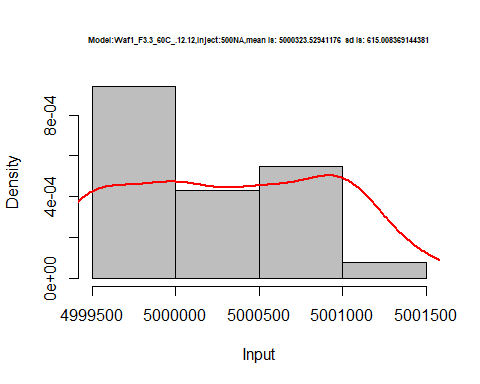 Model:Waf1_F3.3_60C_.12.12,Inject:500NA,mean is: 5000323.52941176 sd is: 615.008369144381
Density
8e-04
4e-04
0e+00
4999500 5000000 5000500 5001000 5001500
Input